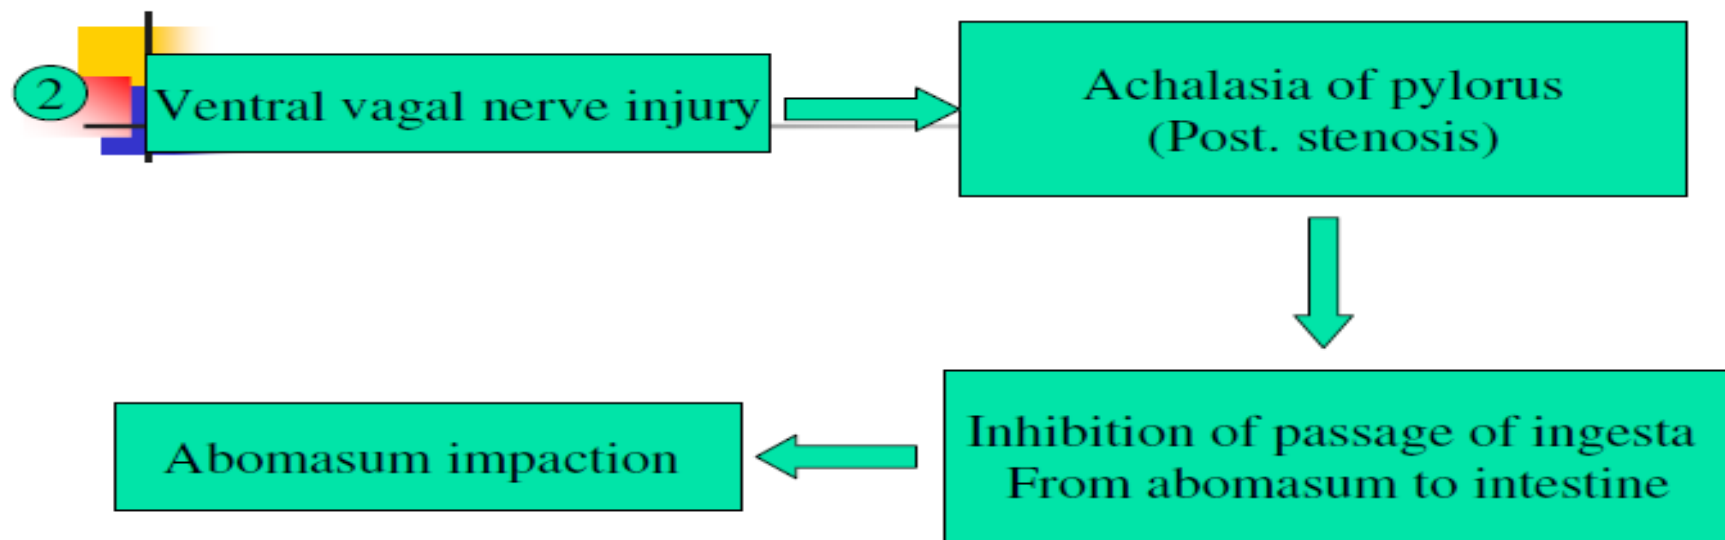 2
Ventral vagal nerve injury
Achalasia of pylorus
(Post. stenosis)
Inhibition of passage of ingesta
From abomasum to intestine
Abomasum impaction